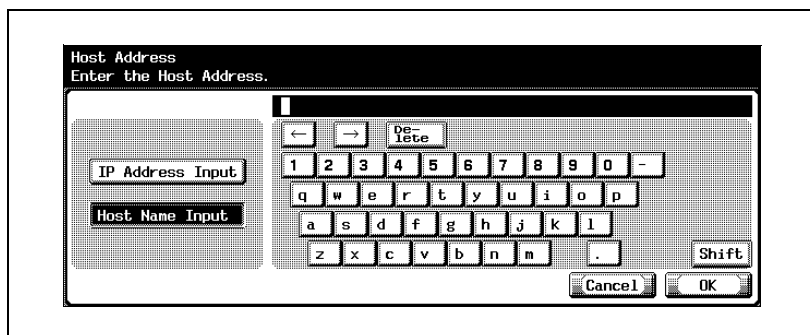 Host Address
Enter the Host Address.
← → De-
lete
IP Address Input
1 2 3 4 5 6 7 8 9 0 -
q w e r t y u i o p
Host Name Input
a s d f g h j k l
z x c v b n m . Shift
Cancel OK